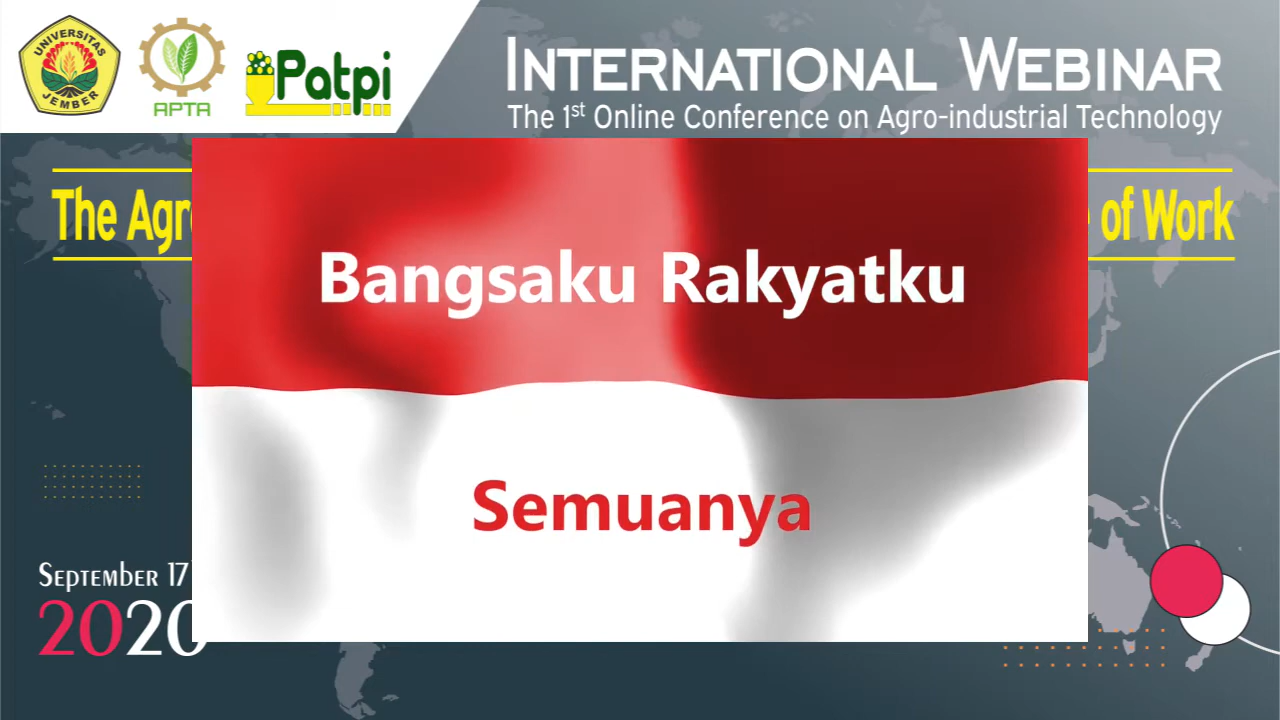 UNIVERSITAS
JEMBER
APTA
Patpi
INTERNATIONAL WEBINAR
The 1st Online Conference on Agro-industrial Technology
The Agr
of Work
Bangsaku Rakyatku
Semuanya
SEPTEMBER 17
2020